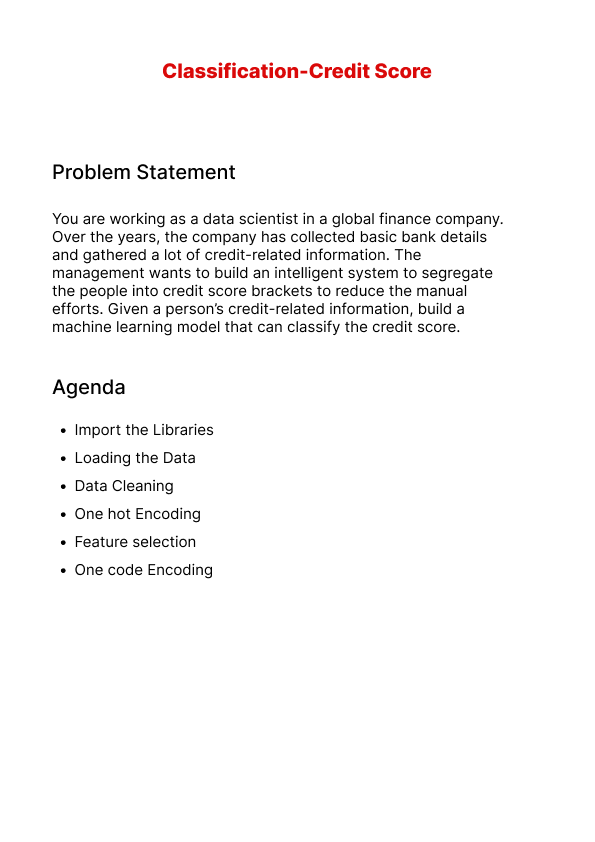 Classification-Credit Score
Problem Statement
You are working as a data scientist in a global finance company.
Over the years, the company has collected basic bank details
and gathered a lot of credit-related information. The
management wants to build an intelligent system to segregate
the people into credit score brackets to reduce the manual
efforts. Given a person’s credit-related information, build a
machine learning model that can classify the credit score.
Agenda
• Import the Libraries
• Loading the Data
• Data Cleaning
• One hot Encoding
• Feature selection
• One code Encoding